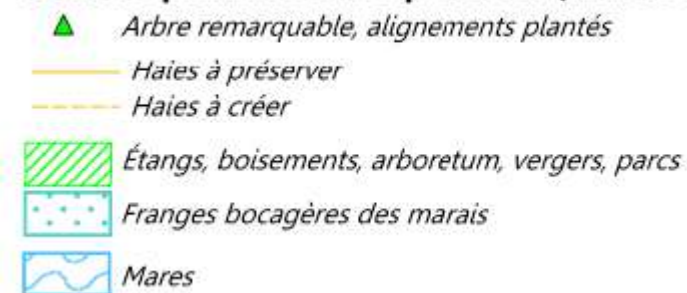 Arbre remarquable, alignements plantés
Haies à préserver
Haies à créer
Étangs, boisements, arboretum, vergers, parcs
Franges bocagères des marais
Mares